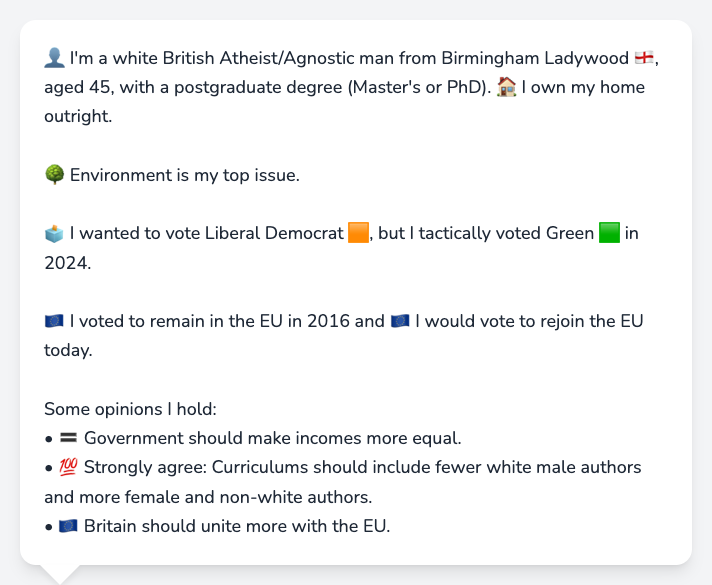 👤 I'm a white British Atheist/Agnostic man from Birmingham Ladywood 🏴󠁧󠁢󠁥󠁮󠁧󠁿,
aged 45, with a postgraduate degree (Master's or PhD). 🏠 I own my home
outright.
🌳 Environment is my top issue.
🗳️ I wanted to vote Liberal Democrat 🟧, but I tactically voted Green 🟩 in
2024.
🇪🇺 I voted to remain in the EU in 2016 and 🇪🇺 I would vote to rejoin the EU
today.
Some opinions I hold:
• 🟰 Government should make incomes more equal.
• 💯 Strongly agree: Curriculums should include fewer white male authors
and more female and non-white authors.
• 🇪🇺 Britain should unite more with the EU.